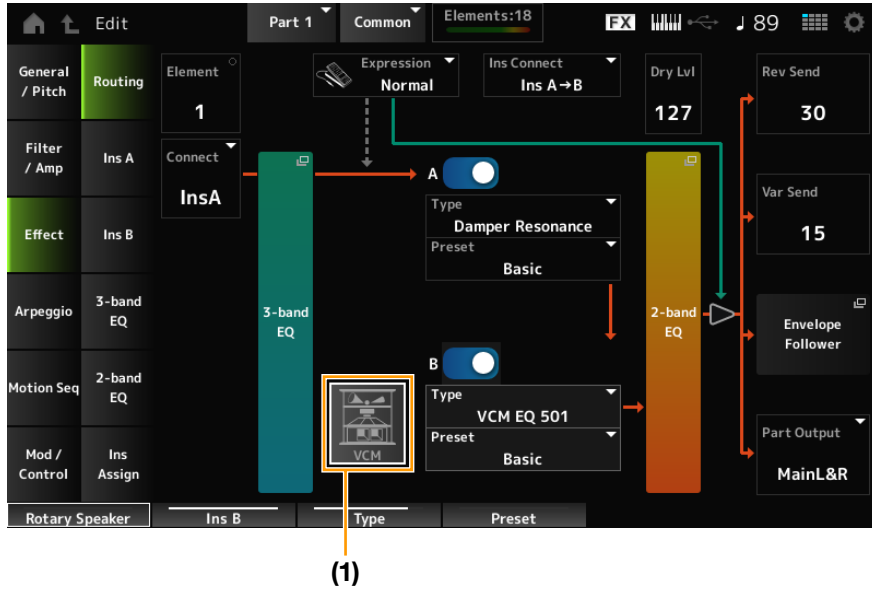 Edit
Part 1
Common
Elements:18
FX
♩ 89
General
/ Pitch
Routing
Element
1
Expression
Normal
Ins Connect
Ins A→B
Dry Lvl
127
Rev Send
30
Filter
/ Amp
Ins A
Connect
InsA
A
Type
Damper Resonance
Preset
Basic
Var Send
15
Effect
Ins B
Arpeggio
3-band
EQ
3-band
EQ
2-band
EQ
Envelope
Follower
Motion Seq
2-band
EQ
B
Type
VCM EQ 501
Preset
Basic
VCM
Mod /
Control
Ins
Assign
Part Output
MainL&R
Rotary Speaker
Ins B
Type
Preset
(1)